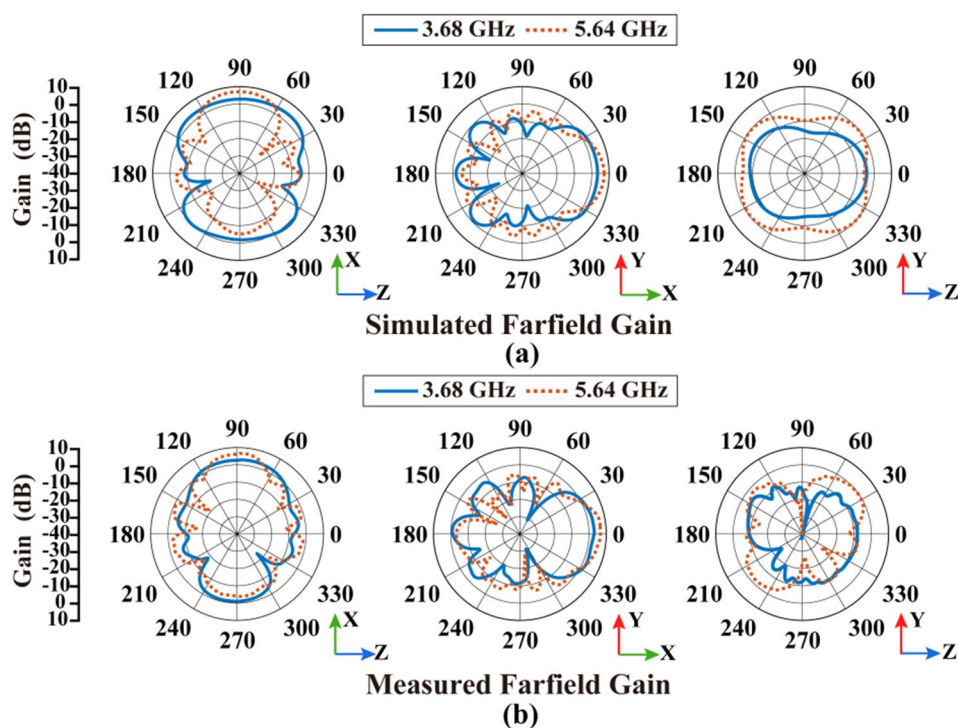 3.68 GHz 5.64 GHz
90 90 90
120 60 120 60 120 60
150 30 150 30 150 30
180 0 180 0 180 0
210 330 210 330 210 330
240 300 240 300 240 300
270 270 270
Gain (dB)
10
0
-10
-20
-30
-40
-30
-20
-10
0
10
X Z
Y X
Y Z
Simulated Farfield Gain
(a)
3.68 GHz 5.64 GHz
90 90 90
120 60 120 60 120 60
150 30 150 30 150 30
180 0 180 0 180 0
210 330 210 330 210 330
240 300 240 300 240 300
270 270 270
Gain (dB)
10
0
-10
-20
-30
-40
-30
-20
-10
0
10
X Z
Y X
Y Z
Measured Farfield Gain
(b)